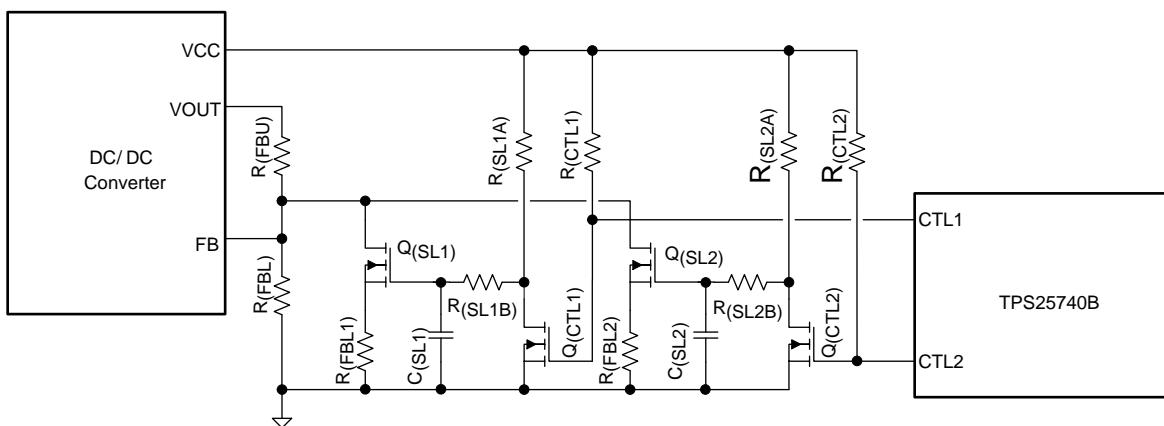 VCC
VOUT
DC/ DC
Converter
FB
R(FBU)
R(FBL)
Q(SL1)
R(FBL1)
C(SL1)
R(SL1B)
R(SL1A)
R(CTL1)
Q(CTL1)
Q(SL2)
R(FBL2)
C(SL2)
R(SL2B)
R(SL2A)
R(CTL2)
Q(CTL2)
CTL1
TPS25740B
CTL2